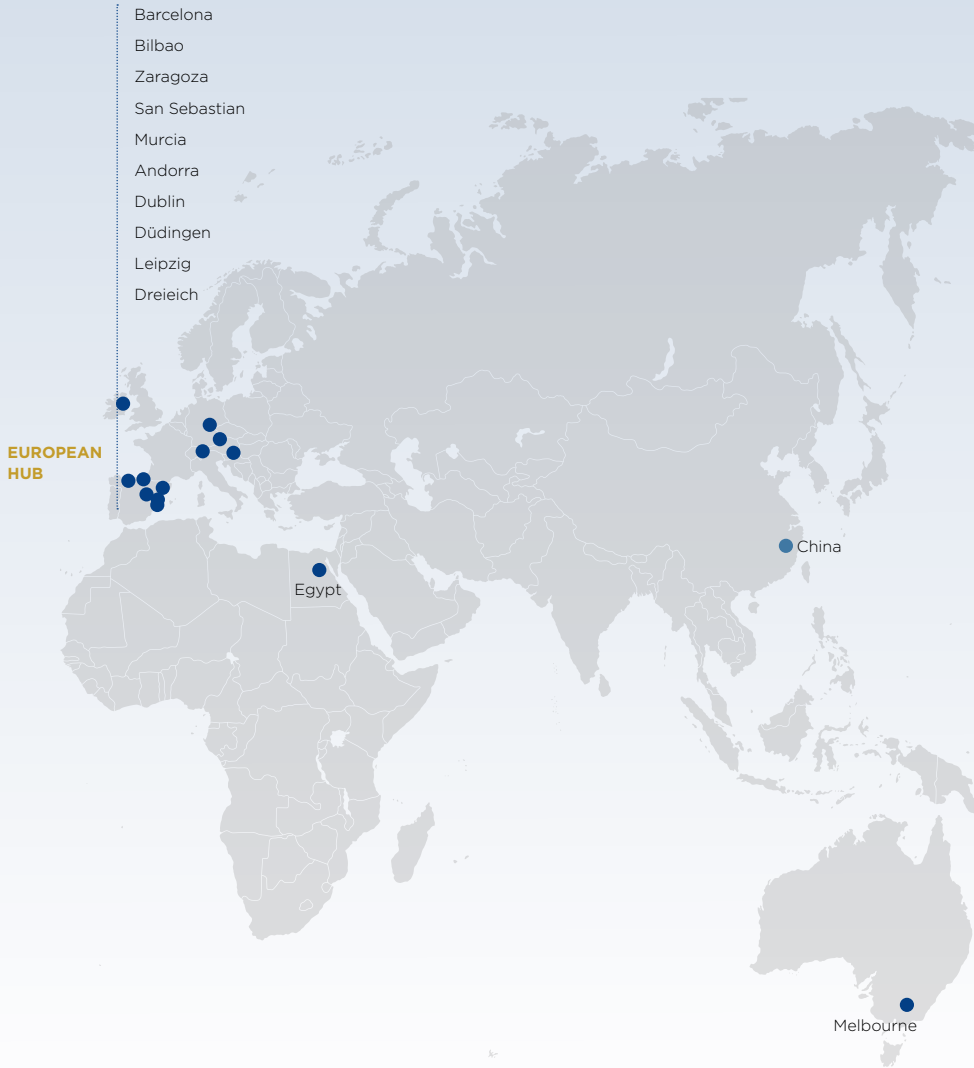 Barcelona
Bilbao
Zaragoza
San Sebastian
Murcia
Andorra
Dublin
Düdingen
Leipzig
Dreieich
EUROPEAN
HUB
China
Egypt
Melbourne